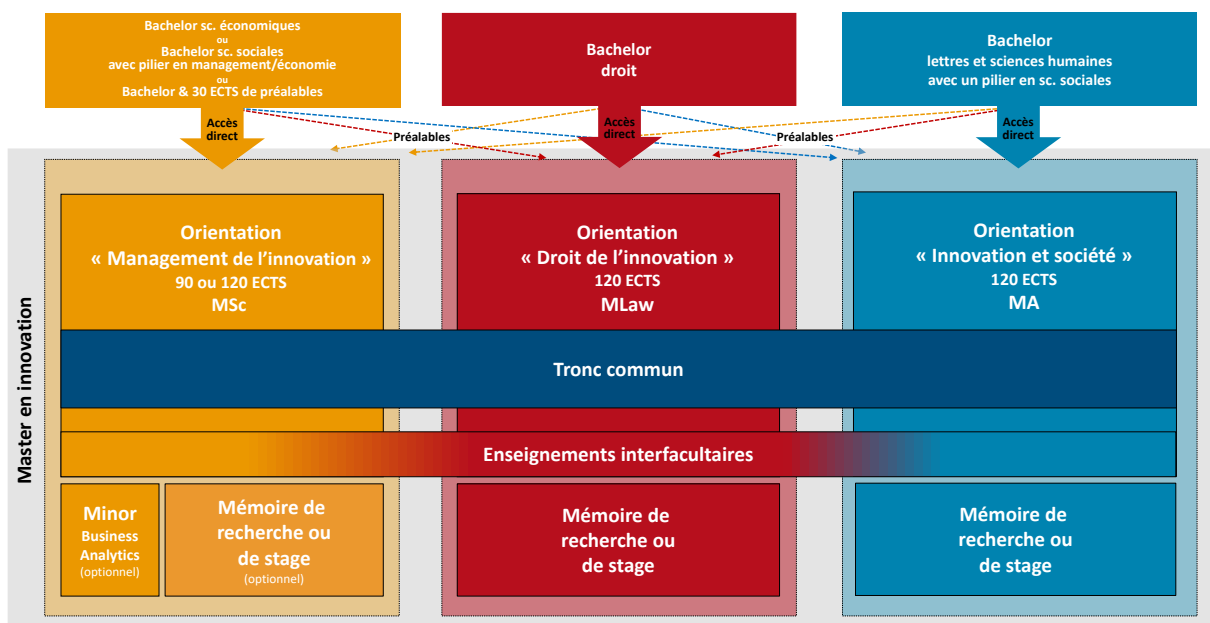 Bachelor sc. économiques
ou
Bachelor sc. sociales
avec pilier en management/économie
ou
Bachelor & 30 ECTS de préalables
Bachelor
droit
Bachelor
lettres et sciences humaines
avec un pilier en sc. sociales
Accès
direct
Préalables
Accès
direct
Préalables
Accès
direct
Master en innovation
Orientation
« Management de l’innovation »
90 ou 120 ECTS
MSc
Orientation
« Droit de l’innovation »
120 ECTS
MLaw
Orientation
« Innovation et société »
120 ECTS
MA
Tronc commun
Enseignements interfacultaires
Minor
Business
Analytics
(optionnel)
Mémoire de
recherche ou
de stage
(optionnel)
Mémoire de
recherche ou
de stage
Mémoire de
recherche ou
de stage